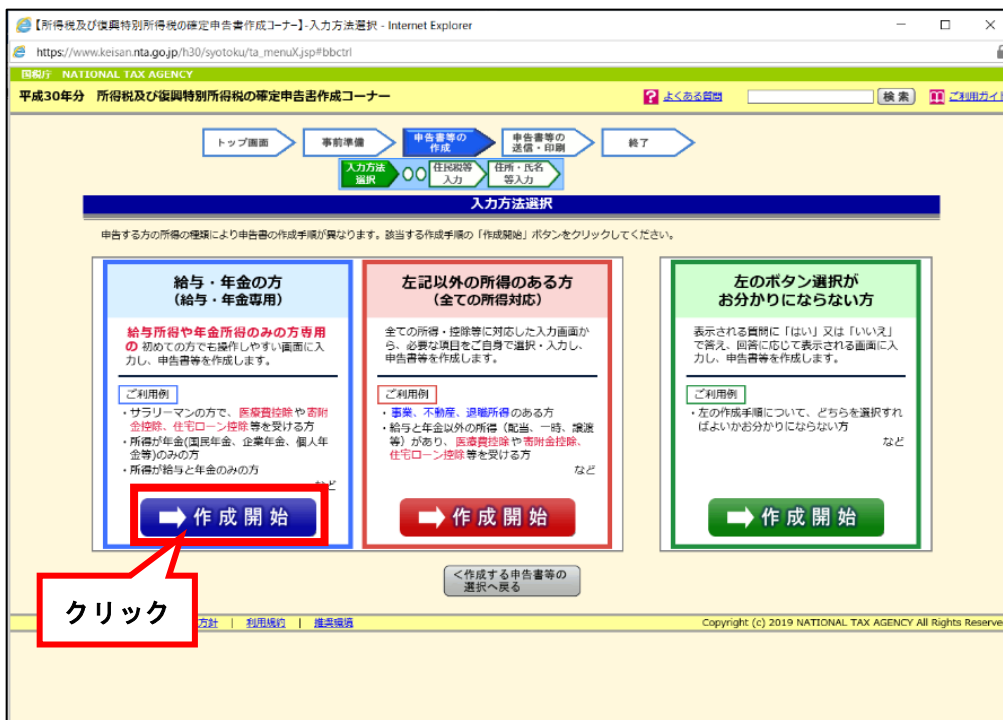 【所得税及び復興特別所得税の確定申告書作成コーナー】-入力方法選択 - Internet Explorer
https://www.keisan.nta.go.jp/h30/syotoku/ta_menuX.jsp#bbctrl
国税庁 NATIONAL TAX AGENCY
平成30年分 所得税及び復興特別所得税の確定申告書作成コーナー
? よくある質問
検索
ご利用ガイド
トップ画面
事前準備
申告書等の
作成
申告書等の
送信・印刷
終了
入力方法
選択
住民税等
入力
住所・氏名
等入力
入力方法選択
申告する方の所得の種類により申告書の作成手順が異なります。該当する作成手順の「作成開始」ボタンをクリックしてください。
給与・年金の方
(給与・年金専用)
給与所得や年金所得のみの方専用
の 初めての方でも操作しやすい画面に入
力し、申告書等を作成します。
ご利用例
・サラリーマンの方で、医療費控除や寄附
金控除、住宅ローン控除等を受ける方
・所得が年金(国民年金、企業年金、個人年
金等)のみの方
・所得が給与と年金のみの方
など
作成開始
左記以外の所得のある方
(全ての所得対応)
全ての所得・控除等に対応した入力画面か
ら、必要な項目をご自身で選択・入力し、
申告書等を作成します。
ご利用例
・事業、不動産、退職所得のある方
・給与と年金以外の所得(配当、一時、譲渡
等)があり、医療費控除や寄附金控除、
住宅ローン控除等を受ける方
など
作成開始
左のボタン選択が
お分かりにならない方
表示される質問に「はい」又は「いいえ」
で答え、回答に応じて表示される画面に入
力し、申告書等を作成します。
ご利用例
・左の作成手順について、どちらを選択すれ
ばよいかお分かりにならない方
など
作成開始
<作成する申告書等の
選択へ戻る
クリック
方針 | 利用規約 | 推奨環境
Copyright (c) 2019 NATIONAL TAX AGENCY All Rights Reserve